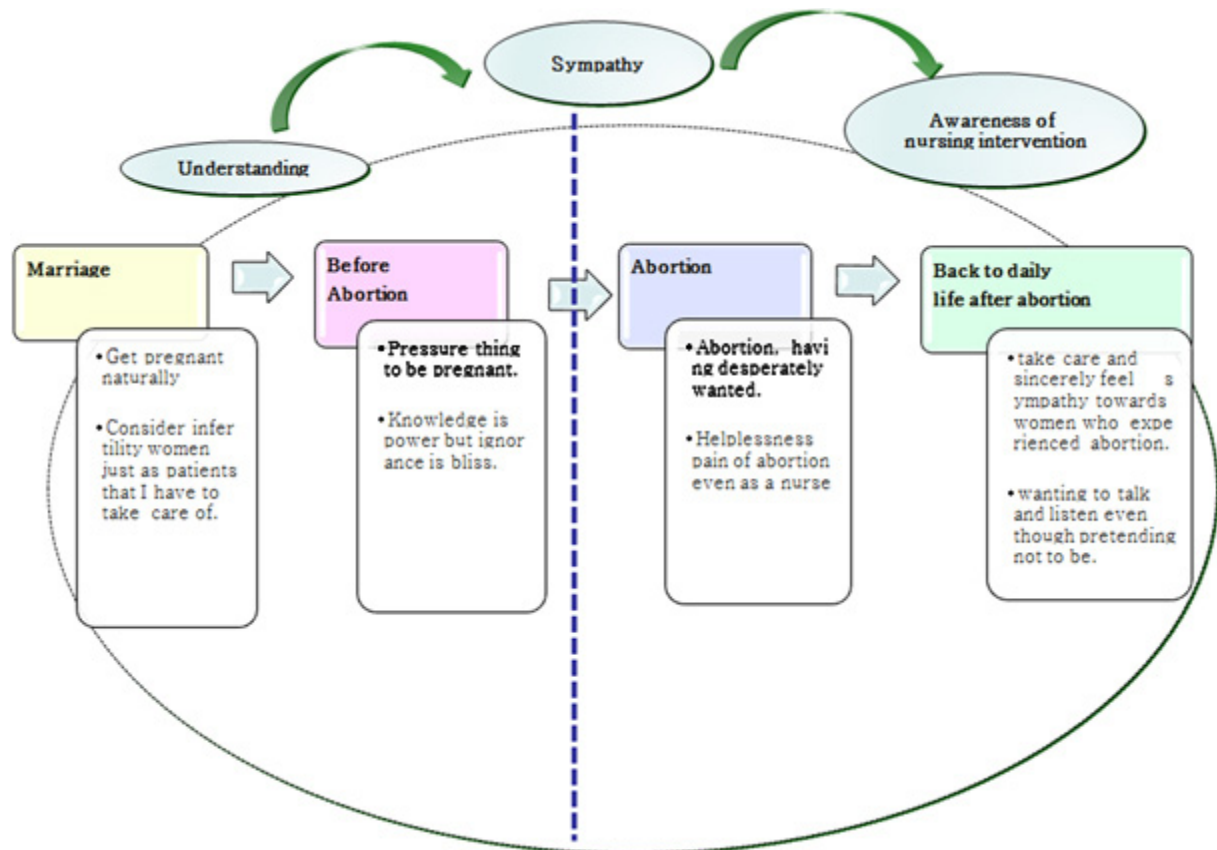 Sympathy
Awareness of
nursing intervention
Understanding
Marriage
Before
Abortion
Abortion
Back to daily
life after abortion
•Get pregnant
naturally
•Consider infer
tility women
just as patients
that I have to
take care of.
•Pressure thing
to be pregnant.
•Knowledge is
power but ignor
ance is bliss.
•Abortion, havi
ng desperately
wanted.
•Helplessness
pain of abortion
even as a nurse
•take care and
sincerely feel s
ympathy towards
women who expe
rienced abortion.
•wanting to talk
and listen even
though pretending
not to be.